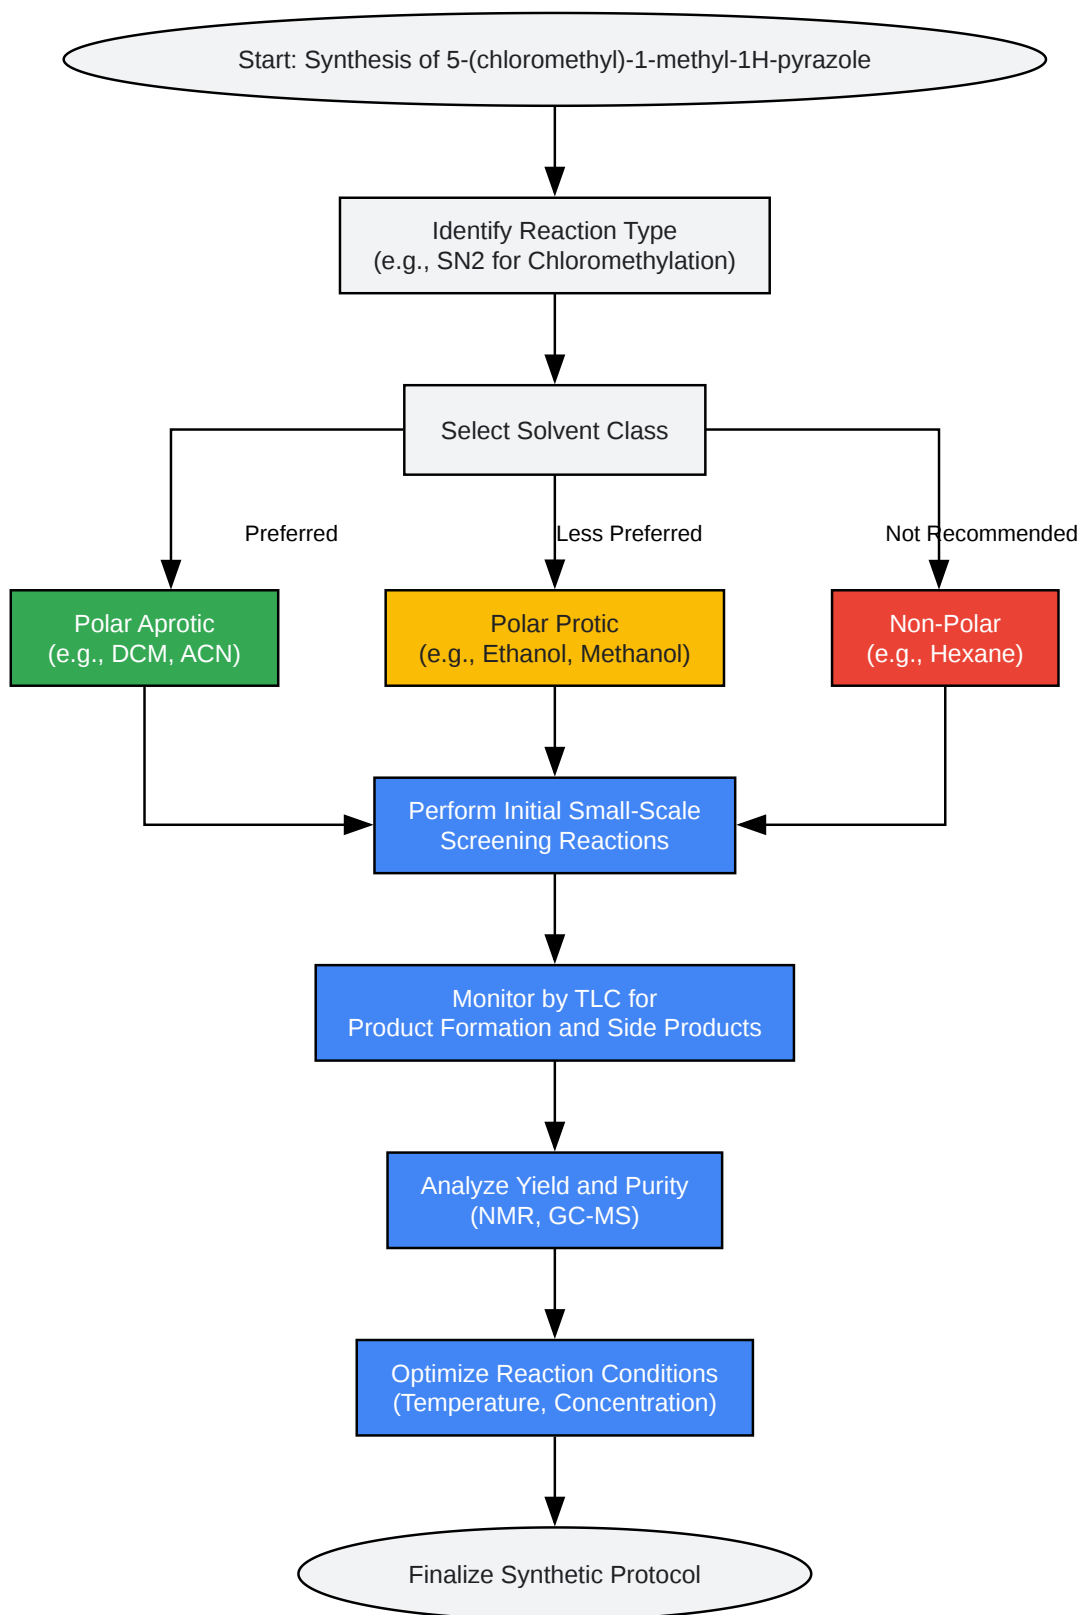 Start: Synthesis of 5-(chloromethyl)-1-methyl-1H-pyrazole
Identify Reaction Type
(e.g., SN2 for Chloromethylation)
Select Solvent Class
Preferred
Less Preferred
Not Recommended
Polar Aprotic
(e.g., DCM, ACN)
Polar Protic
(e.g., Ethanol, Methanol)
Non-Polar
(e.g., Hexane)
Perform Initial Small-Scale
Screening Reactions
Monitor by TLC for
Product Formation and Side Products
Analyze Yield and Purity
(NMR, GC-MS)
Optimize Reaction Conditions
(Temperature, Concentration)
Finalize Synthetic Protocol